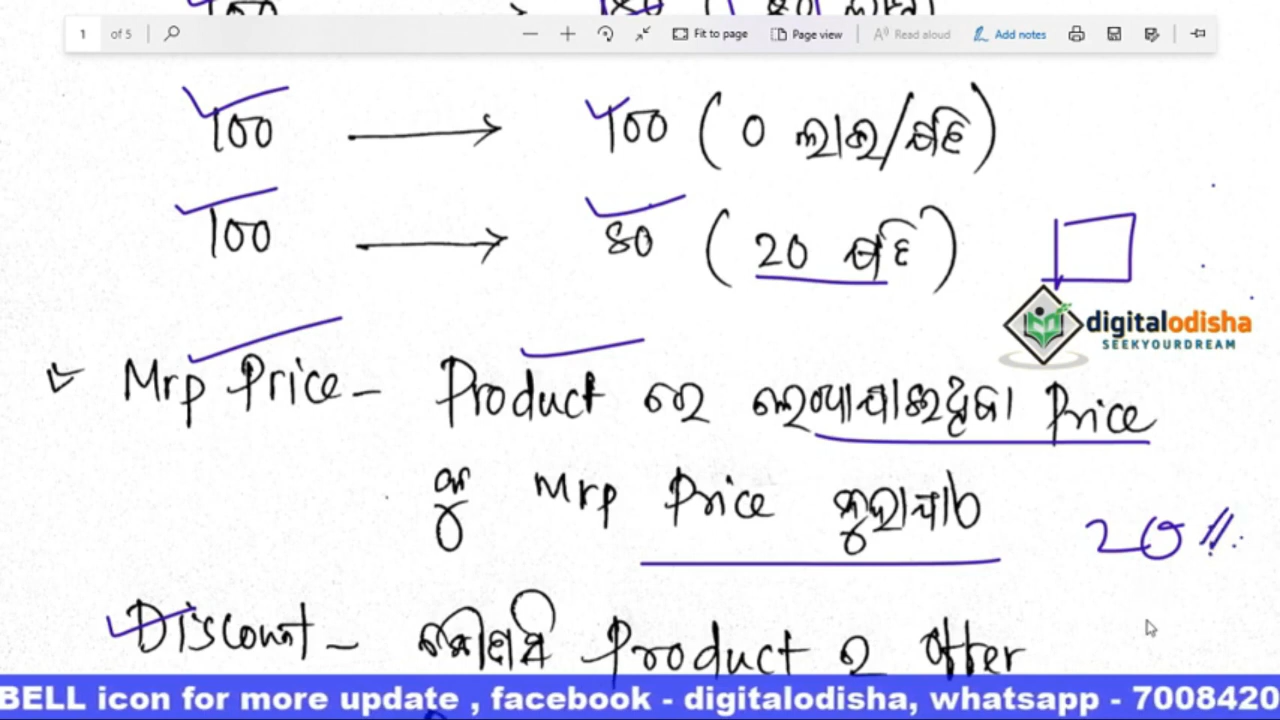 1 of 5 Fit to page Page view Read aloud Add notes
100 → 100 ( 0 ଲାଭ/କ୍ଷତି )
100 → 80 ( 20 କ୍ଷତି )
digitalodisha
SEEKYOURDREAM
Mrp Price - Product ରେ ଲେଖାଯାଇଥିବା Price
କୁ Mrp Price କୁହାଯାଏ
20 %
Discount - କୌଣସି Product ର Offer
BELL icon for more update , facebook - digitalodisha, whatsapp - 7008420